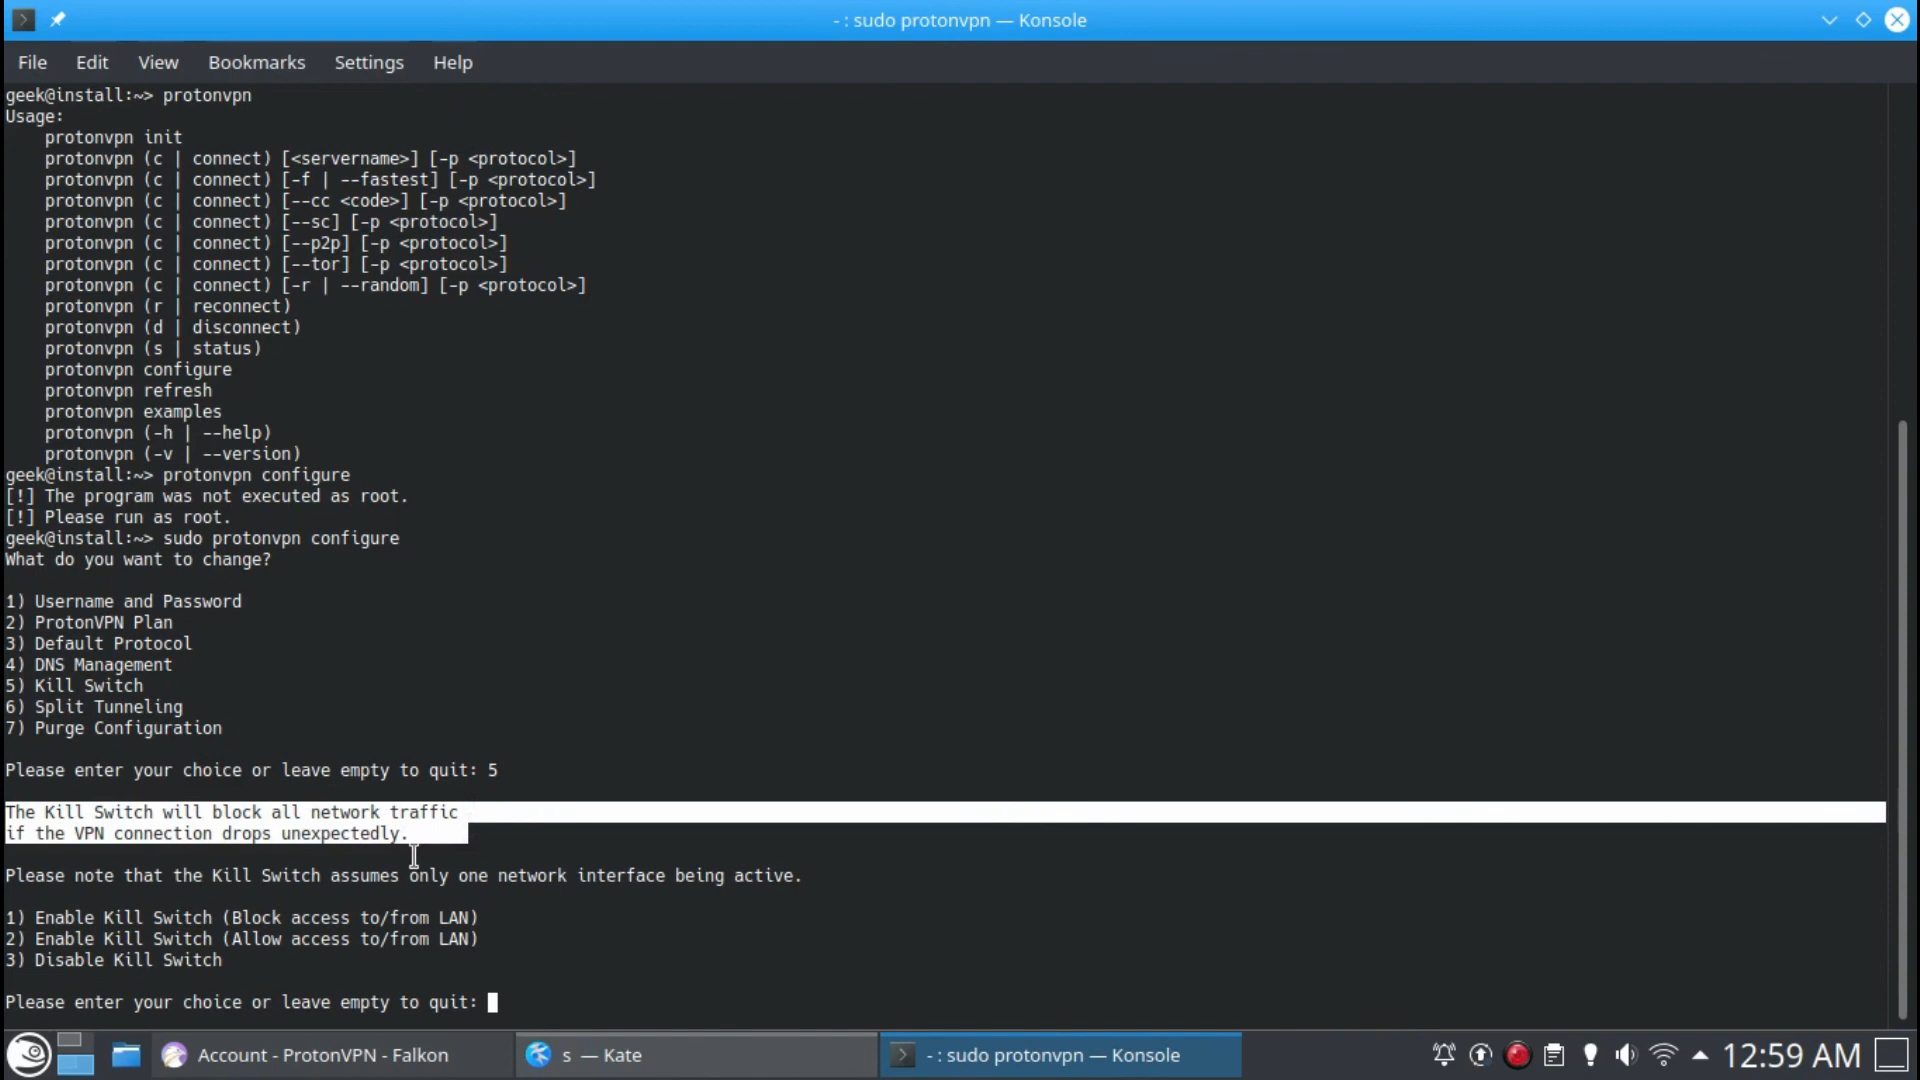 - : sudo protonvpn — Konsole
File Edit View Bookmarks Settings Help
geek@install:~> protonvpn
Usage:
    protonvpn init
    protonvpn (c | connect) [<servername>] [-p <protocol>]
    protonvpn (c | connect) [-f | --fastest] [-p <protocol>]
    protonvpn (c | connect) [--cc <code>] [-p <protocol>]
    protonvpn (c | connect) [--sc] [-p <protocol>]
    protonvpn (c | connect) [--p2p] [-p <protocol>]
    protonvpn (c | connect) [--tor] [-p <protocol>]
    protonvpn (c | connect) [-r | --random] [-p <protocol>]
    protonvpn (r | reconnect)
    protonvpn (d | disconnect)
    protonvpn (s | status)
    protonvpn configure
    protonvpn refresh
    protonvpn examples
    protonvpn (-h | --help)
    protonvpn (-v | --version)
geek@install:~> protonvpn configure
[!] The program was not executed as root.
[!] Please run as root.
geek@install:~> sudo protonvpn configure
What do you want to change?
1) Username and Password
2) ProtonVPN Plan
3) Default Protocol
4) DNS Management
5) Kill Switch
6) Split Tunneling
7) Purge Configuration
Please enter your choice or leave empty to quit: 5
The Kill Switch will block all network traffic
if the VPN connection drops unexpectedly.
Please note that the Kill Switch assumes only one network interface being active.
1) Enable Kill Switch (Block access to/from LAN)
2) Enable Kill Switch (Allow access to/from LAN)
3) Disable Kill Switch
Please enter your choice or leave empty to quit:
Account - ProtonVPN - Falkon s — Kate - : sudo protonvpn — Konsole 12:59 AM